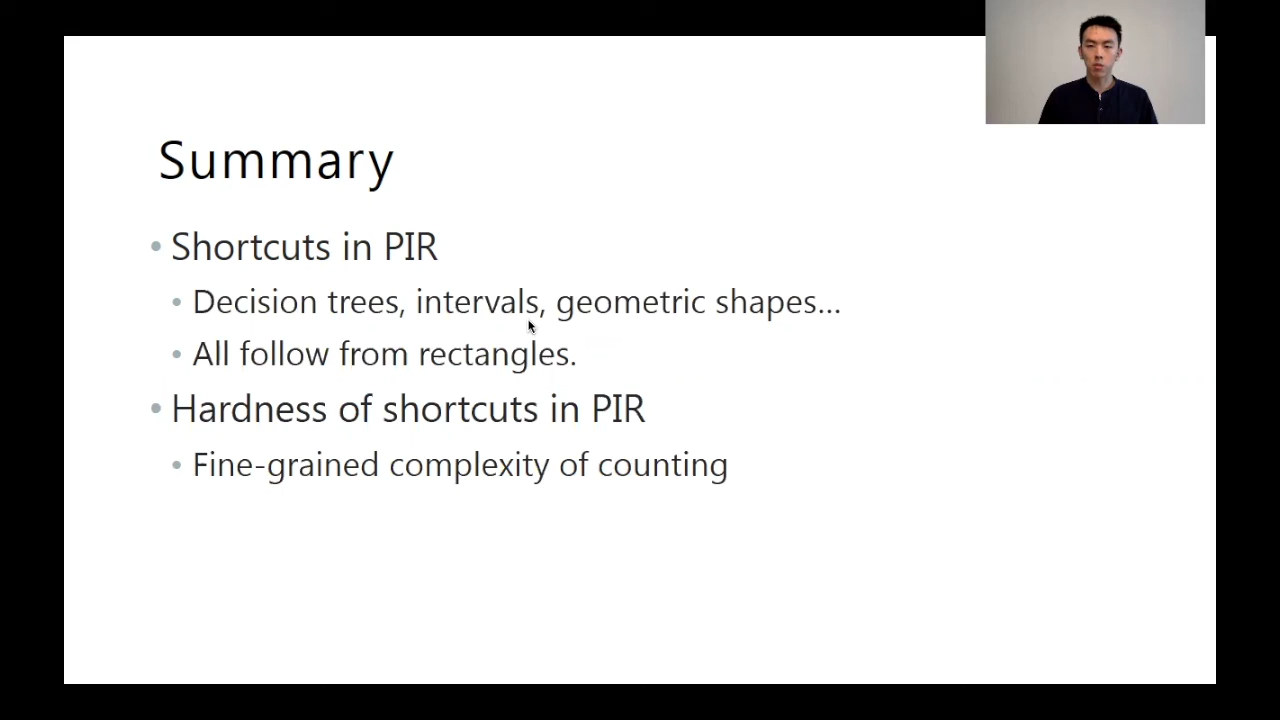 Summary
• Shortcuts in PIR
• Decision trees, intervals, geometric shapes...
• All follow from rectangles.
• Hardness of shortcuts in PIR
• Fine-grained complexity of counting